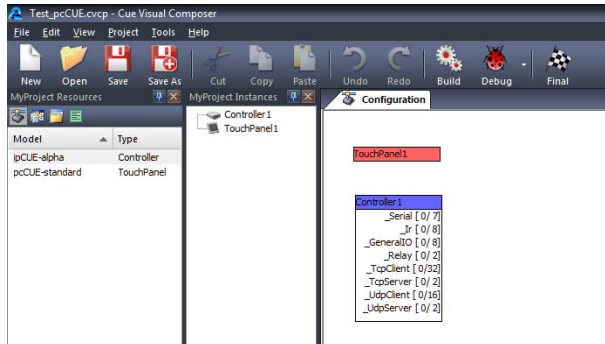 Test_pcCUE.cvcp - Cue Visual Composer
File Edit View Project Tools Help
New Open Save Save As Cut Copy Paste Undo Redo Build Debug Final
MyProject Resources
Model Type
ipCUE-alpha Controller
pcCUE-standard TouchPanel
MyProject Instances
Controller1
TouchPanel1
Configuration
TouchPanel1
Controller1
_Serial [ 0/ 7]
_Ir [ 0/ 8]
_GeneralIO [ 0/ 8]
_Relay [ 0/ 2]
_TcpClient [ 0/32]
_TcpServer [ 0/ 2]
_UdpClient [ 0/16]
_UdpServer [ 0/ 2]